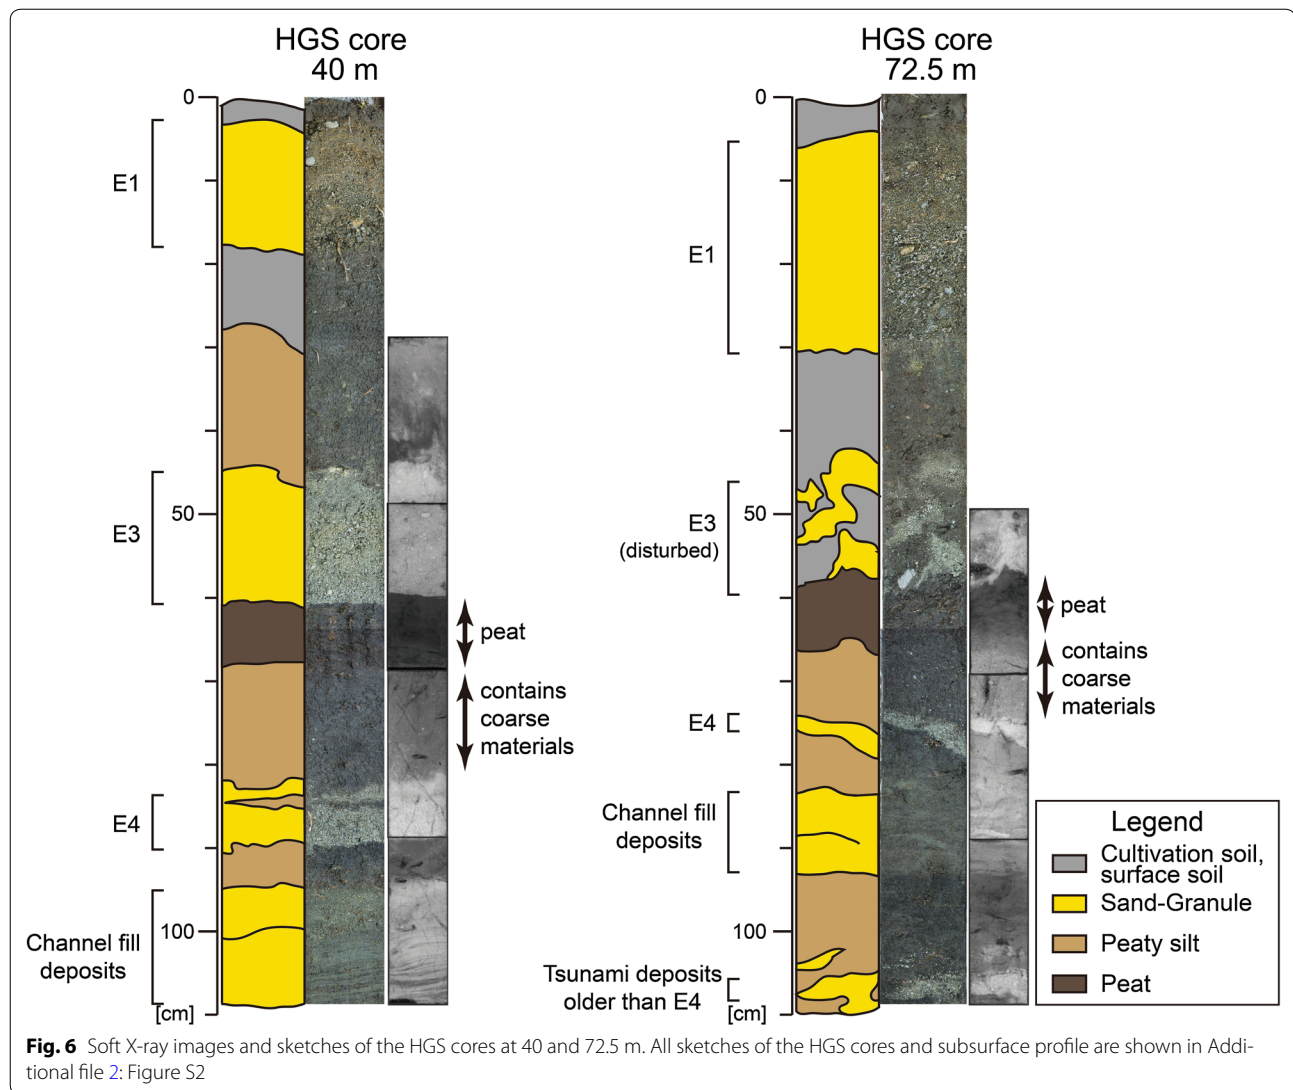 HGS core
40 m
0
E1
E3
50
peat
contains
coarse
materials
E4
Channel fill
deposits
100
[cm]
HGS core
72.5 m
0
E1
50
E3
(disturbed)
peat
contains
coarse
materials
E4
Channel fill
deposits
100
Tsunami deposits
older than E4
[cm]
Legend
Cultivation soil,
surface soil
Sand-Granule
Peaty silt
Peat
Fig. 6 Soft X-ray images and sketches of the HGS cores at 40 and 72.5 m. All sketches of the HGS cores and subsurface profile are shown in Addi-
tional file 2: Figure S2